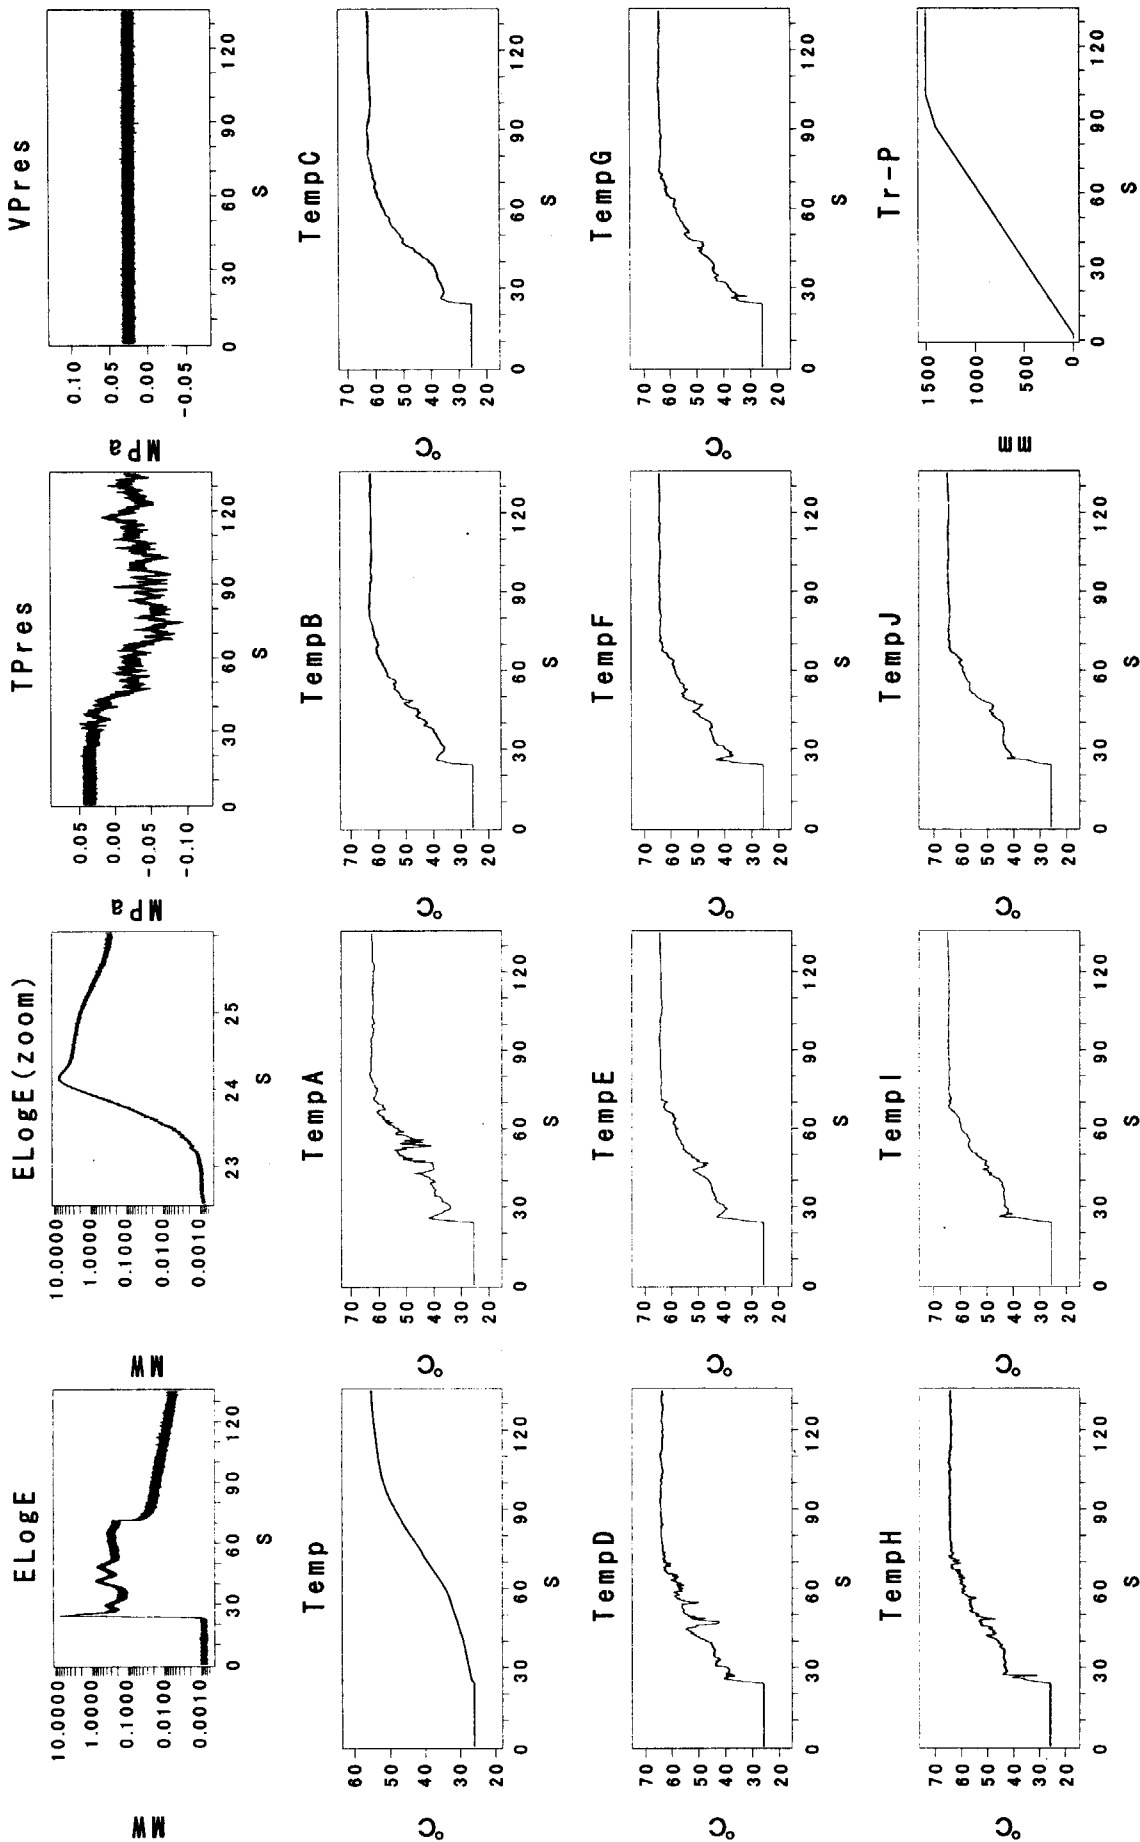 ELogE
MW
10.0000
1.0000
0.1000
0.0100
0.0010
0 30 60 90 120
S
ELogE(zoom)
MW
10.0000
1.0000
0.1000
0.0100
0.0010
23 24 25
S
TPres
MPa
0.05
0.00
-0.05
-0.10
0 30 60 90 120
S
VPres
MPa
0.10
0.05
0.00
-0.05
0 30 60 90 120
S
Temp
°C
60
50
40
30
20
0 30 60 90 120
S
TempA
°C
70
60
50
40
30
20
0 30 60 90 120
S
TempB
°C
70
60
50
40
30
20
0 30 60 90 120
S
TempC
°C
70
60
50
40
30
20
0 30 60 90 120
S
TempD
°C
70
60
50
40
30
20
0 30 60 90 120
S
TempE
°C
70
60
50
40
30
20
0 30 60 90 120
S
TempF
°C
70
60
50
40
30
20
0 30 60 90 120
S
TempG
°C
70
60
50
40
30
20
0 30 60 90 120
S
TempH
°C
70
60
50
40
30
20
0 30 60 90 120
S
TempI
°C
70
60
50
40
30
20
0 30 60 90 120
S
TempJ
°C
70
60
50
40
30
20
0 30 60 90 120
S
Tr-P
mm
1500
1000
500
0
0 30 60 90 120
S